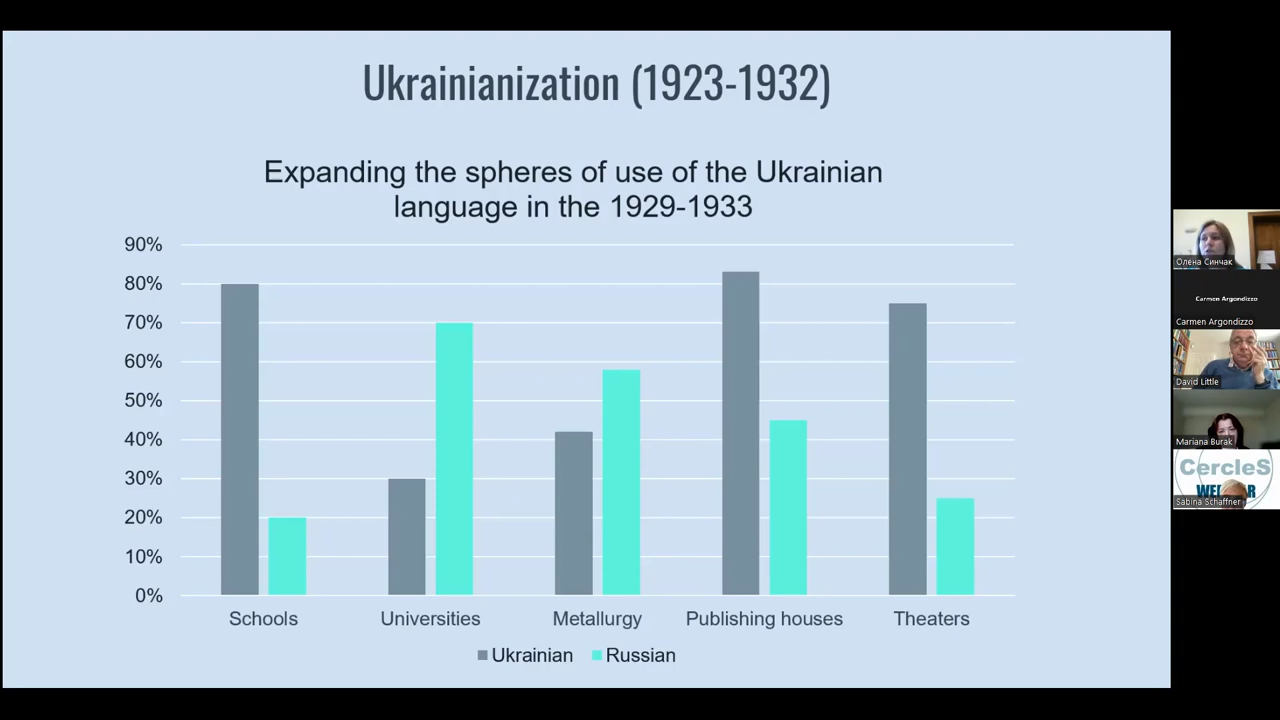 Ukrainianization (1923-1932)
Expanding the spheres of use of the Ukrainian
language in the 1929-1933
90%
80%
70%
60%
50%
40%
30%
20%
10%
0%
Schools
Universities
Metallurgy
Publishing houses
Theaters
Ukrainian
Russian
Олена Синчак
Carmen Argondizzo
Carmen Argondizzo
David Little
Mariana Burak
CercleS
Sabina Schaffner